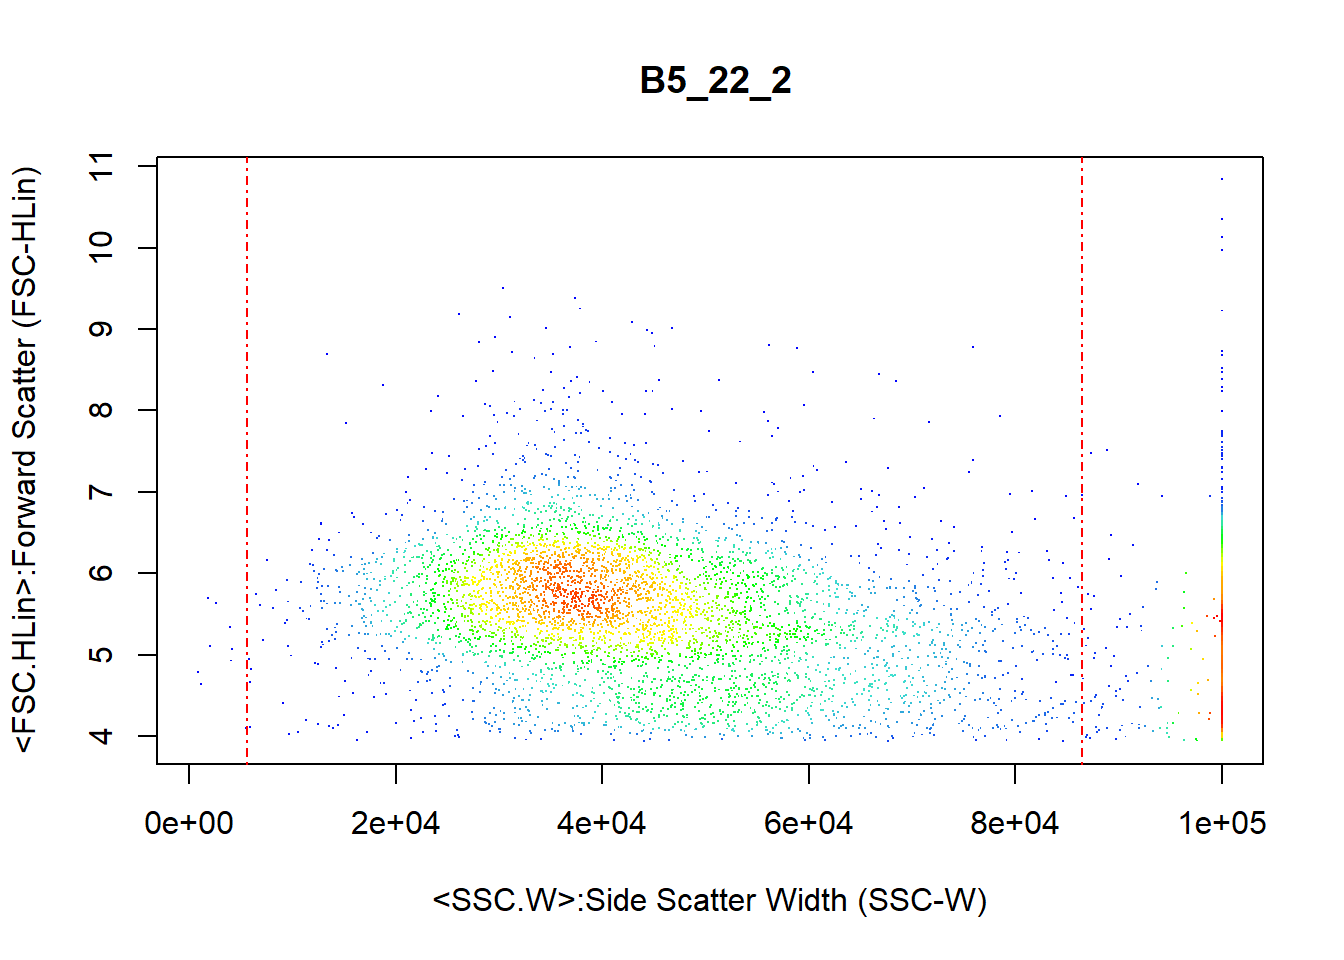 B5_22_2
<FSC.HLin>:Forward Scatter (FSC-HLin)
11
10
9
8
7
6
5
4
0e+00 2e+04 4e+04 6e+04 8e+04 1e+05
<SSC.W>:Side Scatter Width (SSC-W)